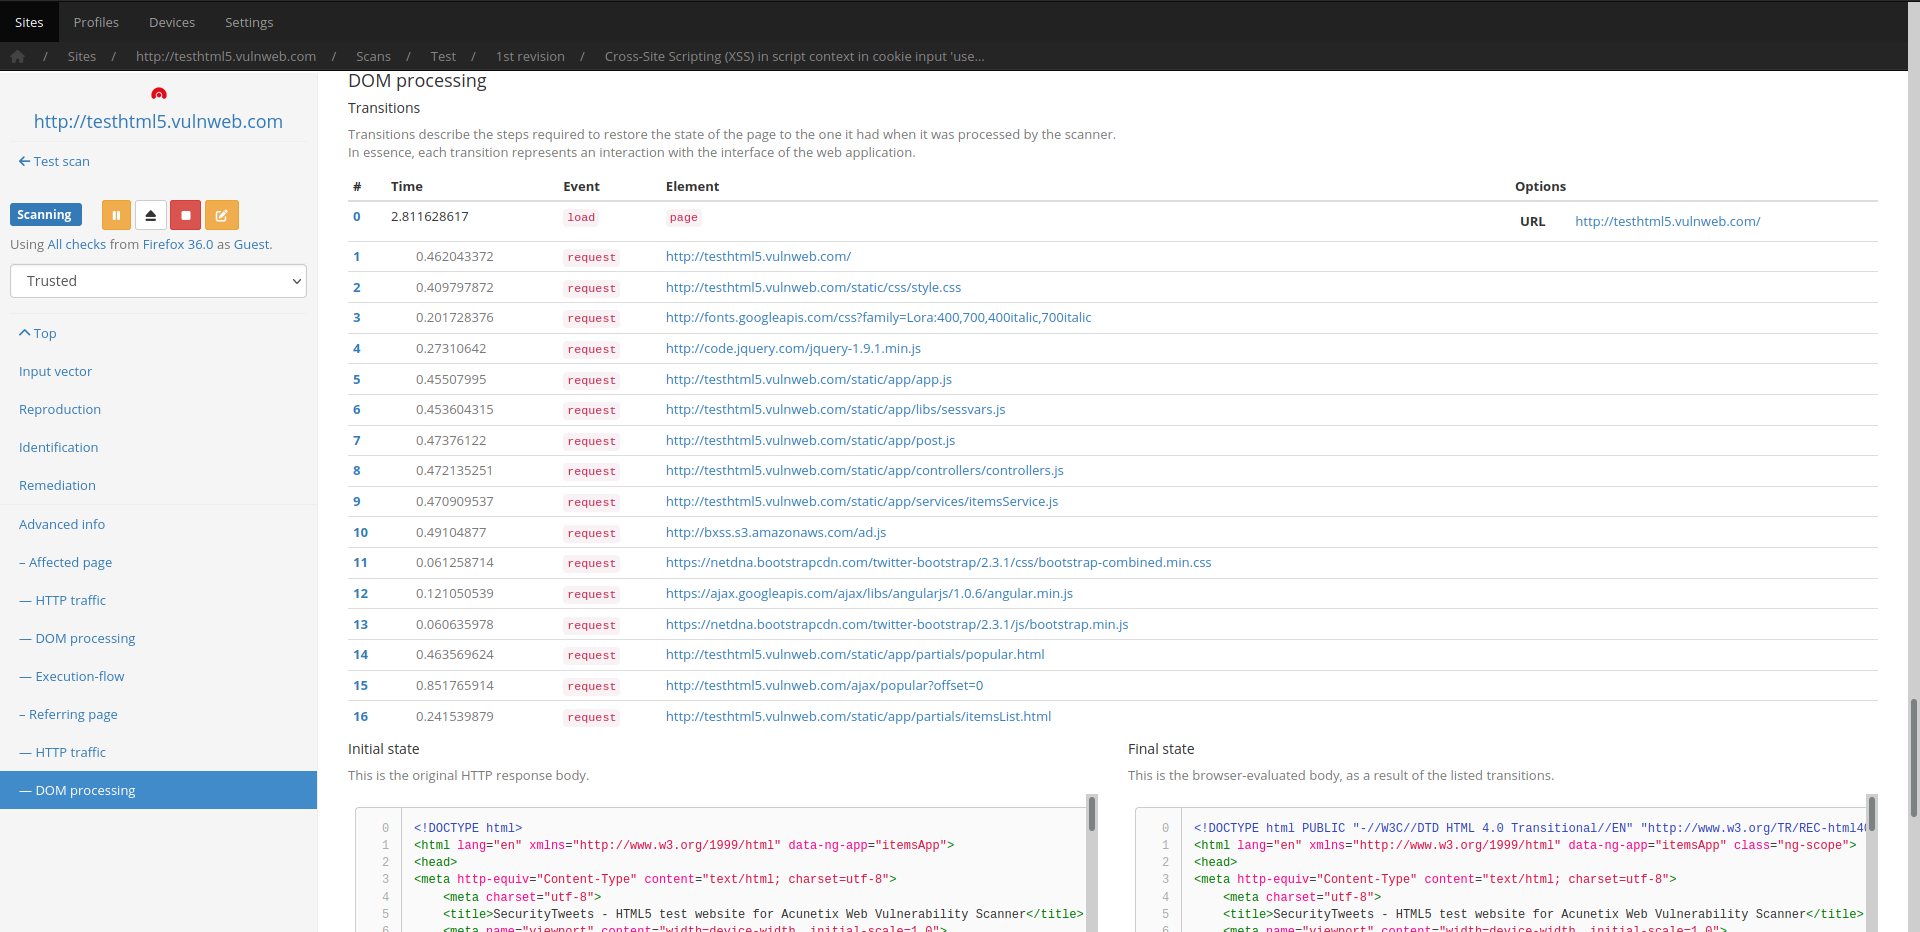 Sites Profiles Devices Settings
/ Sites / http://testhtml5.vulnweb.com / Scans / Test / 1st revision / Cross-Site Scripting (XSS) in script context in cookie input 'use...
http://testhtml5.vulnweb.com
Test scan
Scanning
Using All checks from Firefox 36.0 as Guest.
Trusted
Top
Input vector
Reproduction
Identification
Remediation
Advanced info
– Affected page
— HTTP traffic
— DOM processing
— Execution-flow
– Referring page
— HTTP traffic
— DOM processing
DOM processing
Transitions
Transitions describe the steps required to restore the state of the page to the one it had when it was processed by the scanner.
In essence, each transition represents an interaction with the interface of the web application.
# Time Event Element Options
0 2.811628617 load page URL http://testhtml5.vulnweb.com/
1 0.462043372 request http://testhtml5.vulnweb.com/
2 0.409797872 request http://testhtml5.vulnweb.com/static/css/style.css
3 0.201728376 request http://fonts.googleapis.com/css?family=Lora:400,700,400italic,700italic
4 0.27310642 request http://code.jquery.com/jquery-1.9.1.min.js
5 0.45507995 request http://testhtml5.vulnweb.com/static/app/app.js
6 0.453604315 request http://testhtml5.vulnweb.com/static/app/libs/sessvars.js
7 0.47376122 request http://testhtml5.vulnweb.com/static/app/post.js
8 0.472135251 request http://testhtml5.vulnweb.com/static/app/controllers/controllers.js
9 0.470909537 request http://testhtml5.vulnweb.com/static/app/services/itemsService.js
10 0.49104877 request http://bxss.s3.amazonaws.com/ad.js
11 0.061258714 request https://netdna.bootstrapcdn.com/twitter-bootstrap/2.3.1/css/bootstrap-combined.min.css
12 0.121050539 request https://ajax.googleapis.com/ajax/libs/angularjs/1.0.6/angular.min.js
13 0.060635978 request https://netdna.bootstrapcdn.com/twitter-bootstrap/2.3.1/js/bootstrap.min.js
14 0.463569624 request http://testhtml5.vulnweb.com/static/app/partials/popular.html
15 0.851765914 request http://testhtml5.vulnweb.com/ajax/popular?offset=0
16 0.241539879 request http://testhtml5.vulnweb.com/static/app/partials/itemsList.html
Initial state
This is the original HTTP response body.
0 <!DOCTYPE html>
1 <html lang="en" xmlns="http://www.w3.org/1999/html" data-ng-app="itemsApp">
2 <head>
3 <meta http-equiv="Content-Type" content="text/html; charset=utf-8">
4 <meta charset="utf-8">
5 <title>SecurityTweets - HTML5 test website for Acunetix Web Vulnerability Scanner</title>
6 <meta name="viewport" content="width=device-width, initial-scale=1.0">
Final state
This is the browser-evaluated body, as a result of the listed transitions.
0 <!DOCTYPE html PUBLIC "-//W3C//DTD HTML 4.0 Transitional//EN" "http://www.w3.org/TR/REC-html4
1 <html lang="en" xmlns="http://www.w3.org/1999/html" data-ng-app="itemsApp" class="ng-scope">
2 <head>
3 <meta http-equiv="Content-Type" content="text/html; charset=utf-8">
4 <meta charset="utf-8">
5 <title>SecurityTweets - HTML5 test website for Acunetix Web Vulnerability Scanner</title>
6 <meta name="viewport" content="width=device-width, initial-scale=1.0">